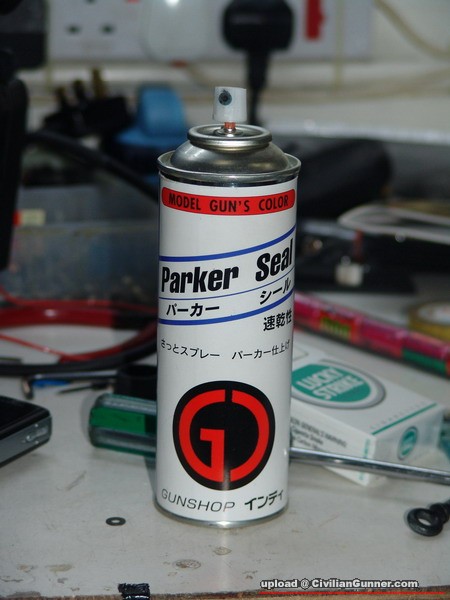 MODEL GUN'S COLOR
Parker Seal
パーカー シール
速乾性
さっとスプレー パーカー仕上げ
GUNSHOP インディ
LUCKY STRIKE
upload @ CivilianGunner.com